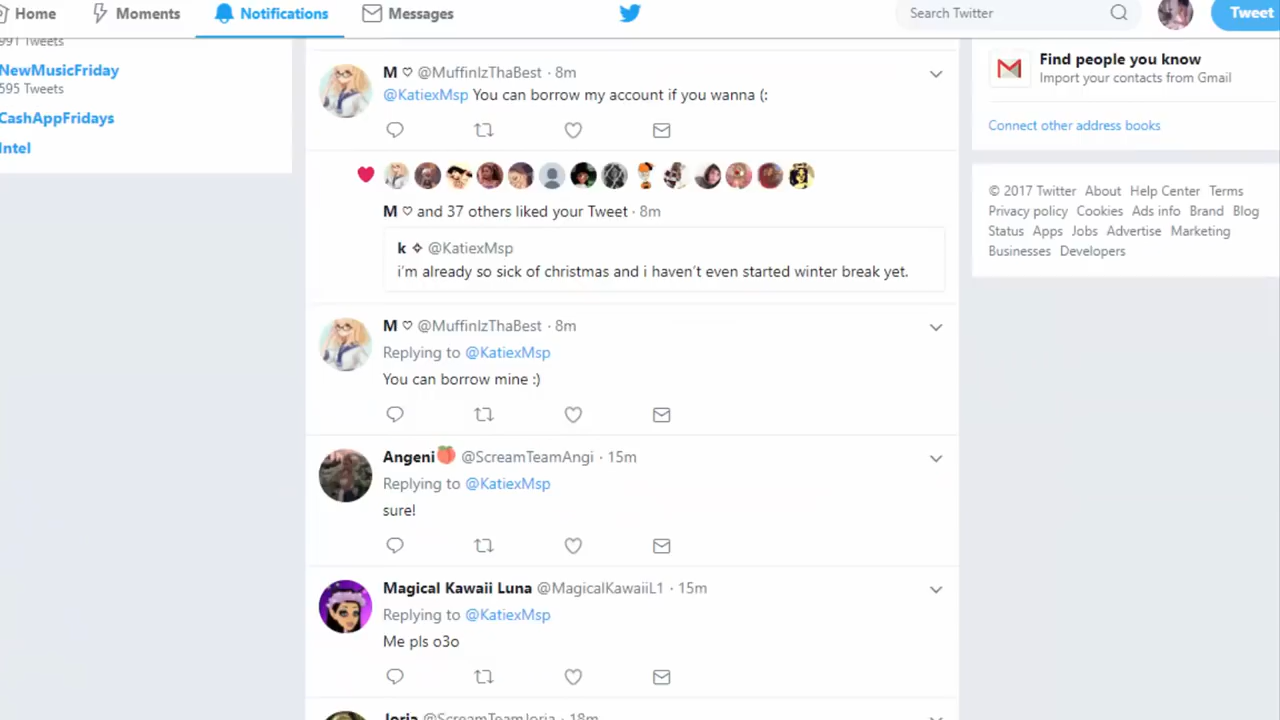 Home Moments Notifications Messages Search Twitter Tweet
991 Tweets
NewMusicFriday
595 Tweets
CashAppFridays
Intel
M ♡ @MuffinIzThaBest · 8m
@KatiexMsp You can borrow my account if you wanna (:
M ♡ and 37 others liked your Tweet · 8m
k ✧ @KatiexMsp
i'm already so sick of christmas and i haven't even started winter break yet.
M ♡ @MuffinIzThaBest · 8m
Replying to @KatiexMsp
You can borrow mine :)
Angeni🍑 @ScreamTeamAngi · 15m
Replying to @KatiexMsp
sure!
Magical Kawaii Luna @MagicalKawaiiL1 · 15m
Replying to @KatiexMsp
Me pls o3o
Joria @ScreamTeamJoria · 18m
Find people you know
Import your contacts from Gmail
Connect other address books
© 2017 Twitter About Help Center Terms
Privacy policy Cookies Ads info Brand Blog
Status Apps Jobs Advertise Marketing
Businesses Developers